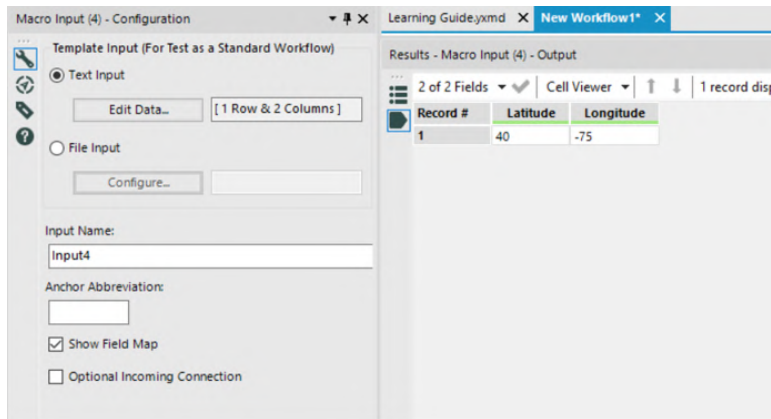 Macro Input (4) - Configuration
Template Input (For Test as a Standard Workflow)
Text Input
Edit Data...
[ 1 Row & 2 Columns ]
File Input
Configure...
Input Name:
Input4
Anchor Abbreviation:
Show Field Map
Optional Incoming Connection
Learning Guide.yxmd
New Workflow1*
Results - Macro Input (4) - Output
2 of 2 Fields Cell Viewer 1 record disp
Record # Latitude Longitude
1 40 -75